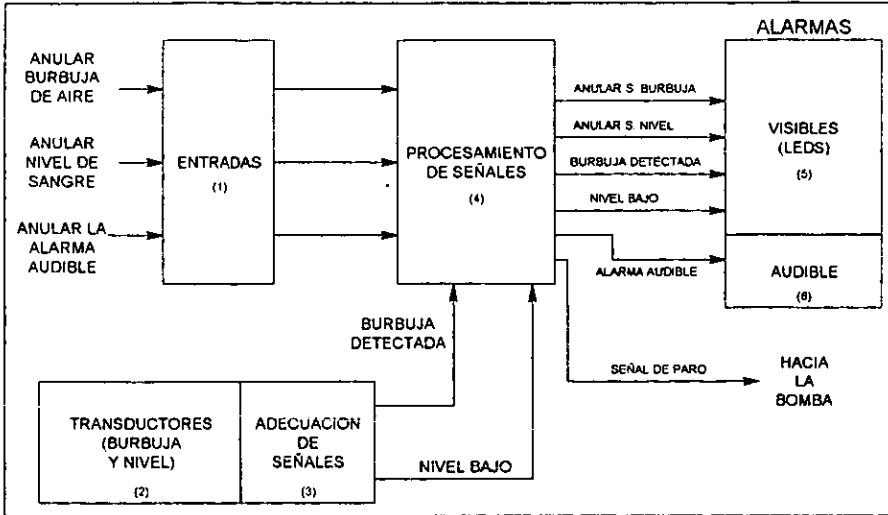 ANULAR
BURBUJA
DE AIRE
ANULAR
NIVEL DE
SANGRE
ANULAR LA
ALARMA
AUDIBLE
ENTRADAS
(1)
PROCESAMIENTO
DE SEÑALES
(4)
ANULAR S. BURBUJA
ANULAR S. NIVEL
BURBUJA DETECTADA
NIVEL BAJO
ALARMA AUDIBLE
SEÑAL DE PARO
ALARMAS
VISIBLES
(LEDS)
(5)
AUDIBLE
(6)
HACIA
LA
BOMBA
BURBUJA
DETECTADA
NIVEL BAJO
TRANSDUCTORES
(BURBUJA
Y NIVEL)
(2)
ADECUACION
DE
SEÑALES
(3)